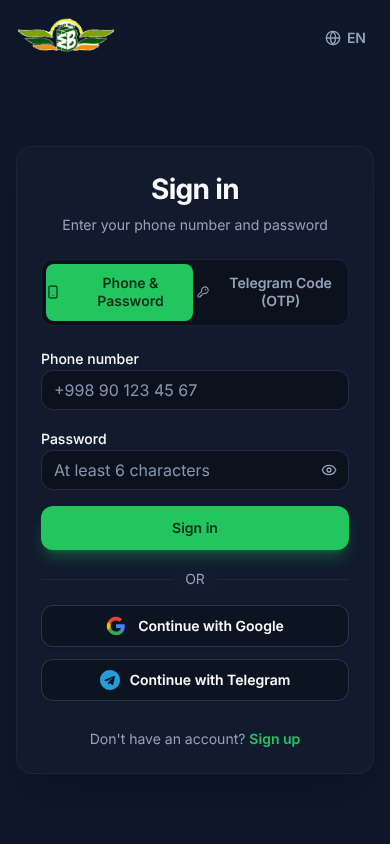 EN
Sign in
Enter your phone number and password
Phone &
Password
Telegram Code
(OTP)
Phone number
+998 90 123 45 67
Password
At least 6 characters
Sign in
OR
Continue with Google
Continue with Telegram
Don't have an account? Sign up